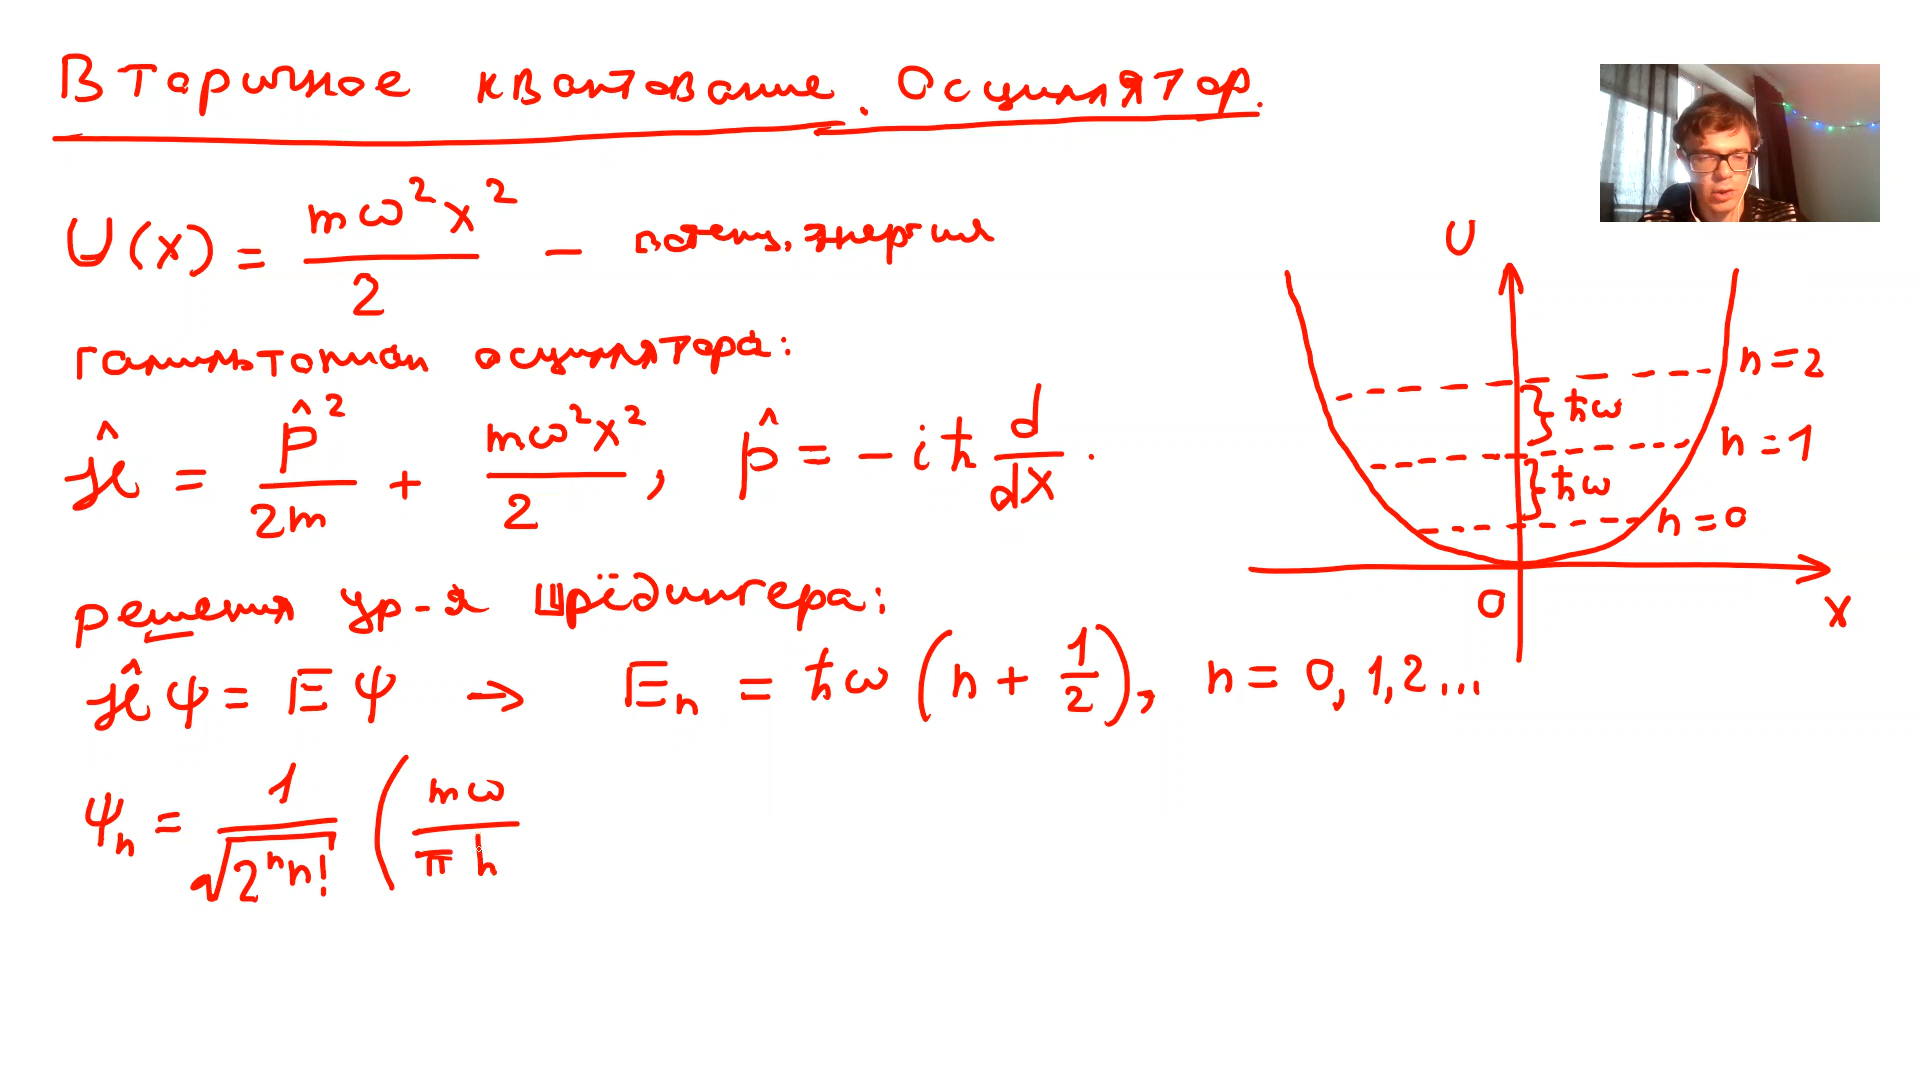 Вторичное квантование. Осциллятор.
U(x) = mω²x² / 2 – потенц. энергия
гамильтониан осциллятора:
Ĥ = p̂² / 2m + mω²x² / 2, p̂ = -iħ d/dx.
решения ур-я Шрёдингера:
Ĥψ = Eψ → Eₙ = ħω(n + 1/2), n = 0, 1, 2...
ψₙ = 1 / √(2ⁿn!) (mω / πh
U
n=2
ħω
n=1
ħω
n=0
0
x